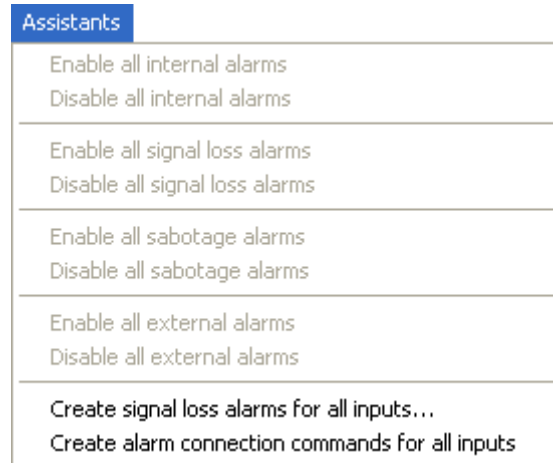 Assistants
Enable all internal alarms
Disable all internal alarms
Enable all signal loss alarms
Disable all signal loss alarms
Enable all sabotage alarms
Disable all sabotage alarms
Enable all external alarms
Disable all external alarms
Create signal loss alarms for all inputs...
Create alarm connection commands for all inputs